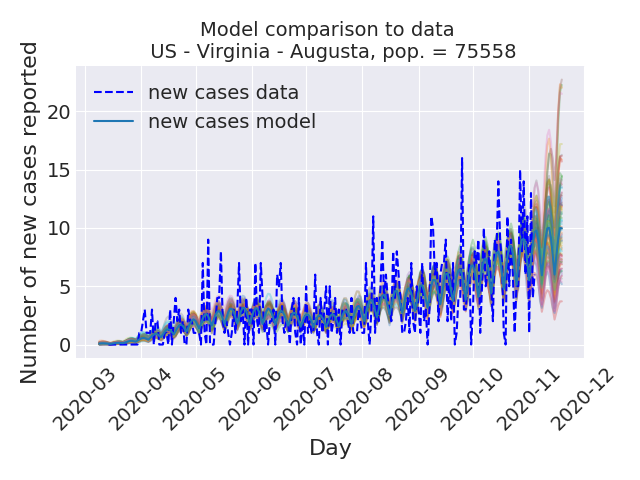 Model comparison to data
US - Virginia - Augusta, pop. = 75558
new cases data
new cases model
Number of new cases reported
20
15
10
5
0
2020-03
2020-04
2020-05
2020-06
2020-07
2020-08
2020-09
2020-10
2020-11
2020-12
Day